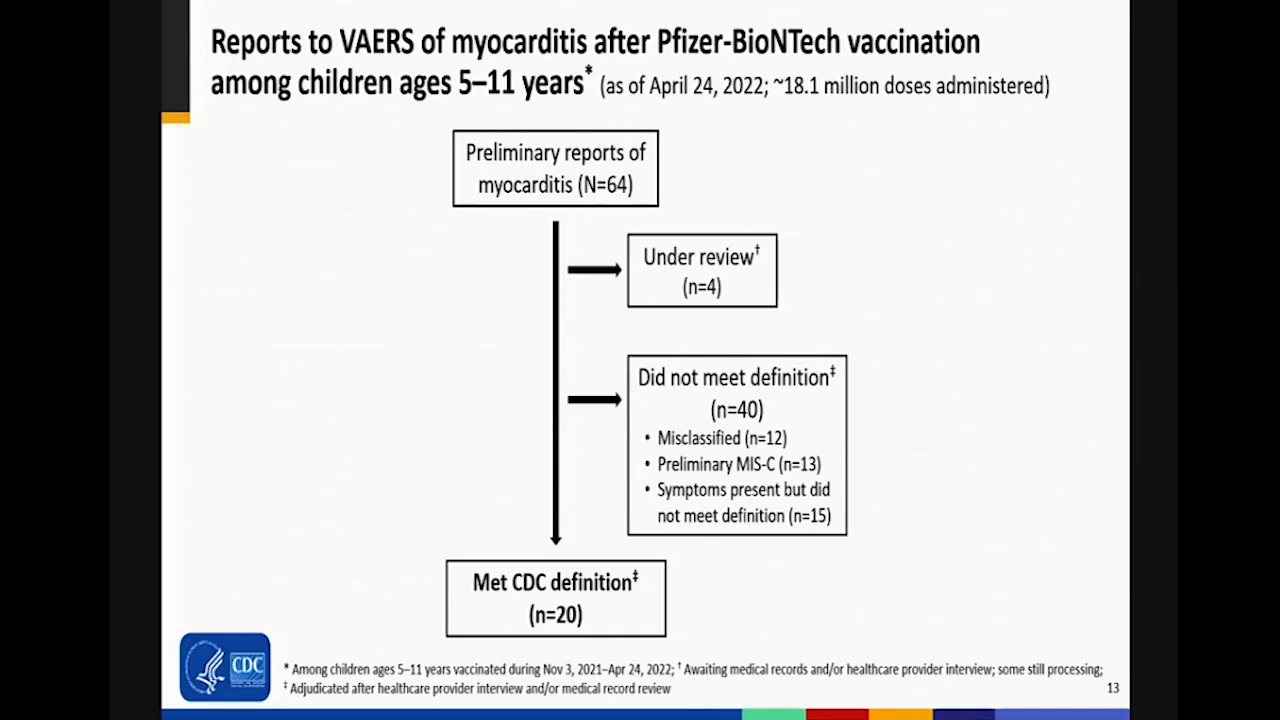 Reports to VAERS of myocarditis after Pfizer-BioNTech vaccination
among children ages 5–11 years* (as of April 24, 2022; ~18.1 million doses administered)
Preliminary reports of
myocarditis (N=64)
Under review†
(n=4)
Did not meet definition‡
(n=40)
• Misclassified (n=12)
• Preliminary MIS-C (n=13)
• Symptoms present but did
not meet definition (n=15)
Met CDC definition‡
(n=20)
CDC
* Among children ages 5–11 years vaccinated during Nov 3, 2021–Apr 24, 2022; † Awaiting medical records and/or healthcare provider interview; some still processing;
‡ Adjudicated after healthcare provider interview and/or medical record review
13